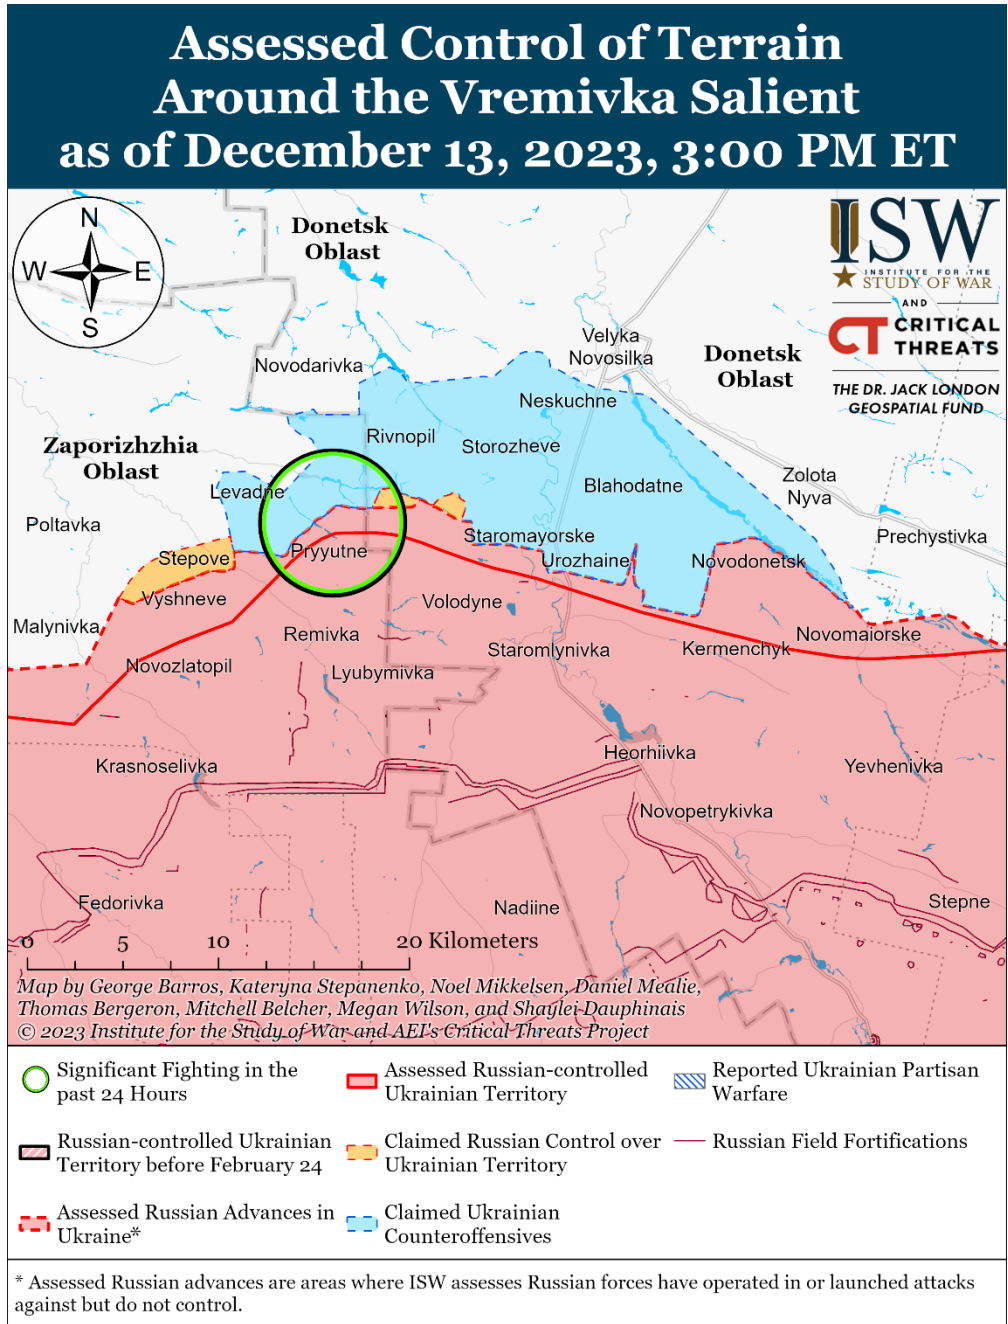 Assessed Control of Terrain
Around the Vremivka Salient
as of December 13, 2023, 3:00 PM ET
N
W E
S
Donetsk
Oblast
ISW
INSTITUTE FOR THE
STUDY OF WAR
AND
CT CRITICAL
THREATS
THE DR. JACK LONDON
GEOSPATIAL FUND
Velyka
Novosilka
Donetsk
Oblast
Novodarivka
Neskuchne
Rivnopil
Storozheve
Zaporizhzhia
Oblast
Levadne
Blahodatne
Zolota
Nyva
Poltavka
Staromayorske
Prechystivka
Stepove
Pryyutne
Urozhaine
Novodonetsk
Vyshneve
Volodyne
Malynivka
Remivka
Novomaiorske
Staromlynivka
Kermenchyk
Novozlatopil
Lyubymivka
Heorhiivka
Krasnoselivka
Yevhenivka
Novopetrykivka
Fedorivka
Nadiine
Stepne
0 5 10 20 Kilometers
Map by George Barros, Kateryna Stepanenko, Noel Mikkelsen, Daniel Mealie,
Thomas Bergeron, Mitchell Belcher, Megan Wilson, and Shaylei Dauphinais
© 2023 Institute for the Study of War and AEI's Critical Threats Project
Significant Fighting in the
past 24 Hours
Assessed Russian-controlled
Ukrainian Territory
Reported Ukrainian Partisan
Warfare
Russian-controlled Ukrainian
Territory before February 24
Claimed Russian Control over
Ukrainian Territory
Russian Field Fortifications
Assessed Russian Advances in
Ukraine*
Claimed Ukrainian
Counteroffensives
* Assessed Russian advances are areas where ISW assesses Russian forces have operated in or launched attacks
against but do not control.